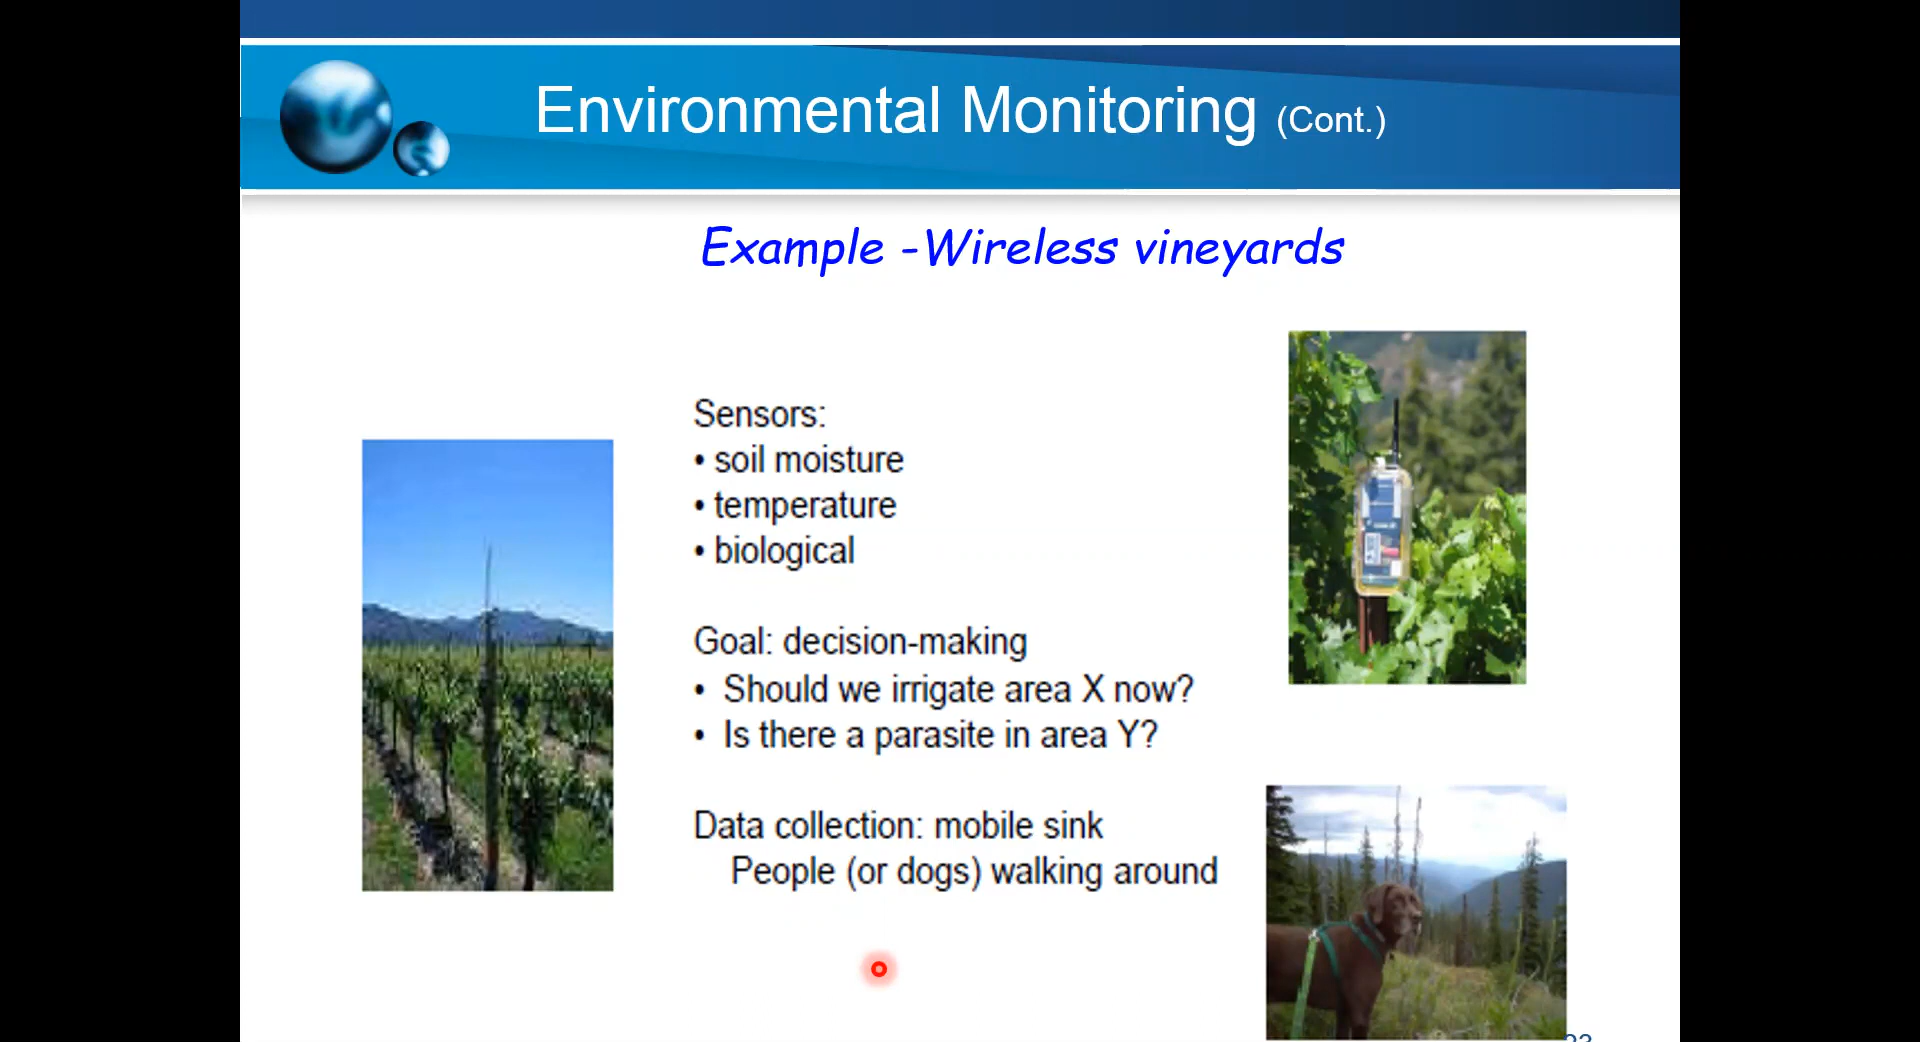 Environmental Monitoring (Cont.)
Example -Wireless vineyards
Sensors:
• soil moisture
• temperature
• biological
Goal: decision-making
• Should we irrigate area X now?
• Is there a parasite in area Y?
Data collection: mobile sink
People (or dogs) walking around